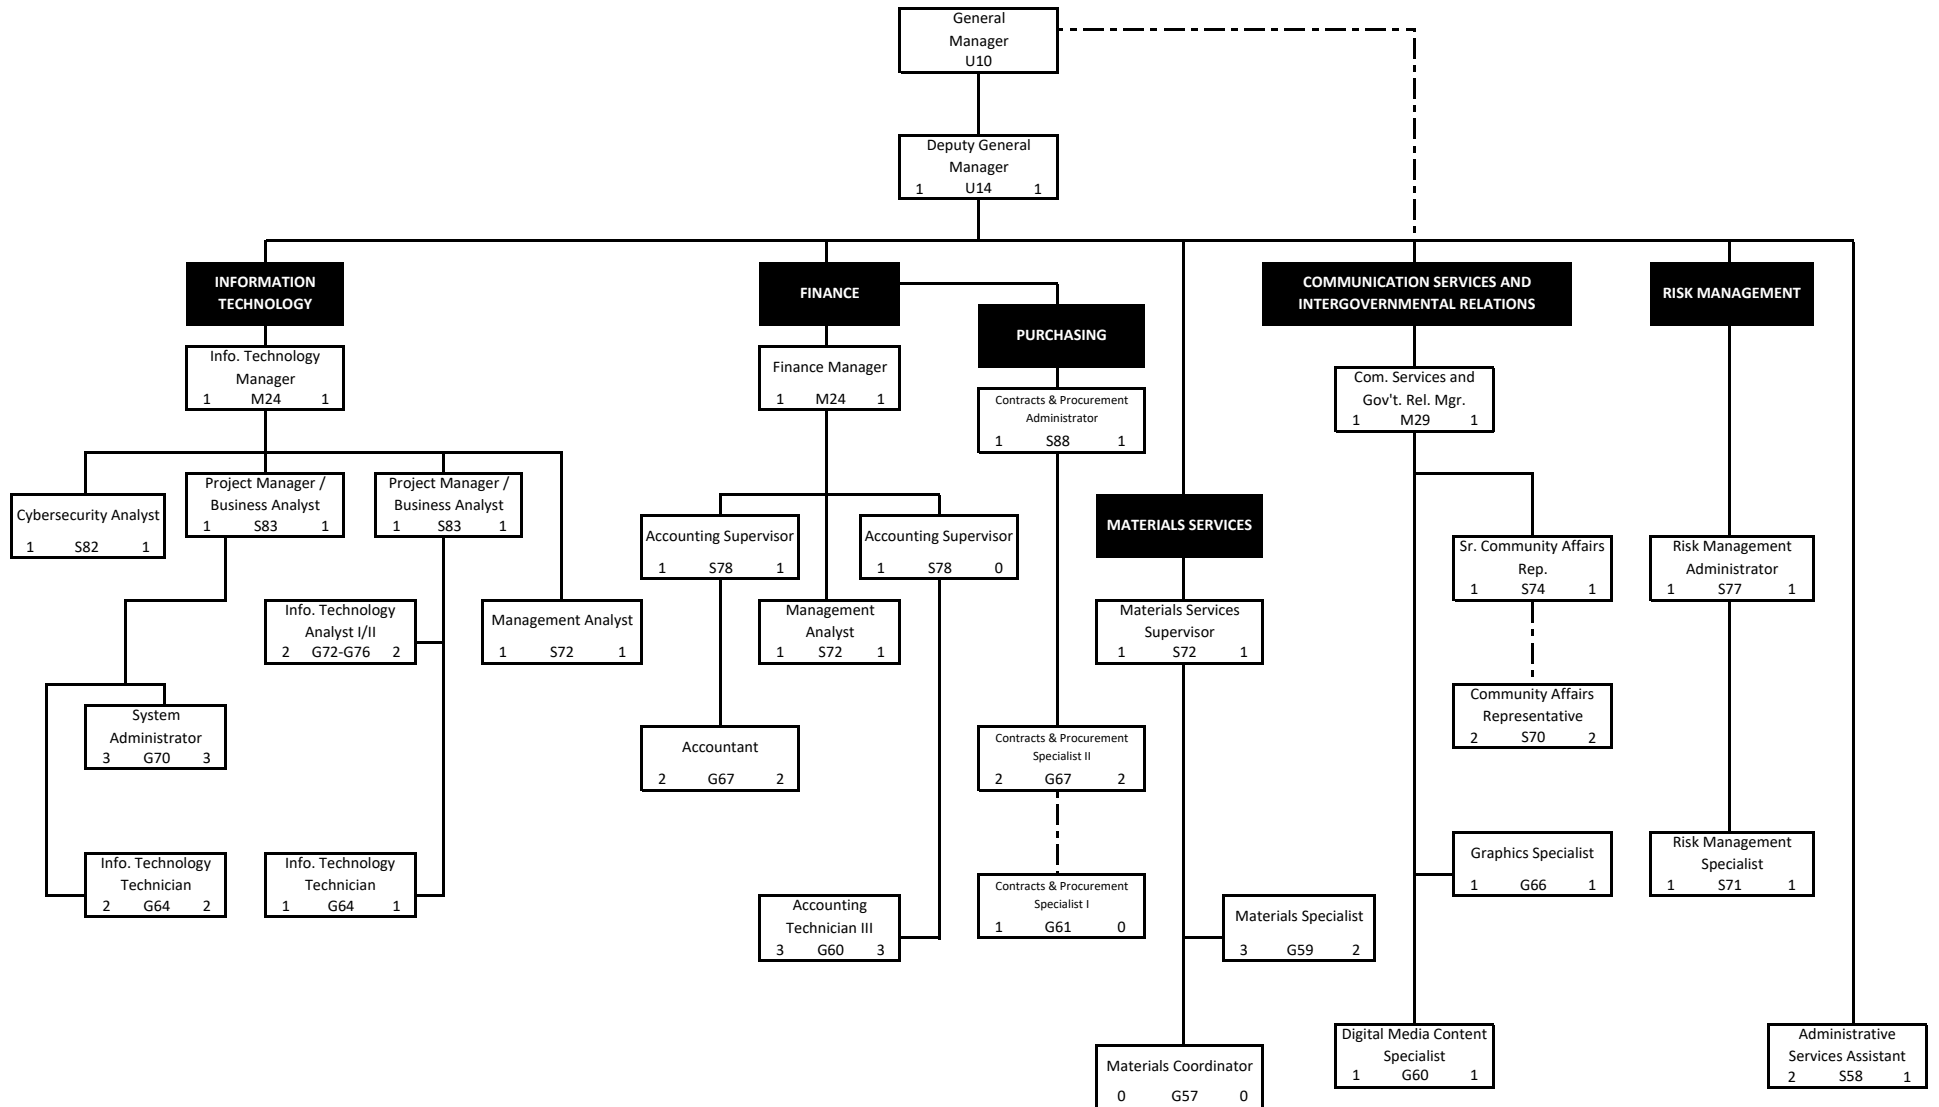 General
Manager
U10
Deputy General
Manager
1 U14 1
INFORMATION
TECHNOLOGY
Info. Technology
Manager
1 M24 1
Cybersecurity Analyst
1 S82 1
Project Manager /
Business Analyst
1 S83 1
Project Manager /
Business Analyst
1 S83 1
Info. Technology
Analyst I/II
2 G72-G76 2
Management Analyst
1 S72 1
System
Administrator
3 G70 3
Info. Technology
Technician
2 G64 2
Info. Technology
Technician
1 G64 1
FINANCE
Finance Manager
1 M24 1
Accounting Supervisor
1 S78 1
Accounting Supervisor
1 S78 0
Management
Analyst
1 S72 1
Accountant
2 G67 2
Accounting
Technician III
3 G60 3
PURCHASING
Contracts & Procurement
Administrator
1 S88 1
Contracts & Procurement
Specialist II
2 G67 2
Contracts & Procurement
Specialist I
1 G61 0
MATERIALS SERVICES
Materials Services
Supervisor
1 S72 1
Materials Specialist
3 G59 2
Materials Coordinator
0 G57 0
COMMUNICATION SERVICES AND
INTERGOVERNMENTAL RELATIONS
Com. Services and
Gov't. Rel. Mgr.
1 M29 1
Sr. Community Affairs
Rep.
1 S74 1
Community Affairs
Representative
2 S70 2
Graphics Specialist
1 G66 1
Digital Media Content
Specialist
1 G60 1
RISK MANAGEMENT
Risk Management
Administrator
1 S77 1
Risk Management
Specialist
1 S71 1
Administrative
Services Assistant
2 S58 1